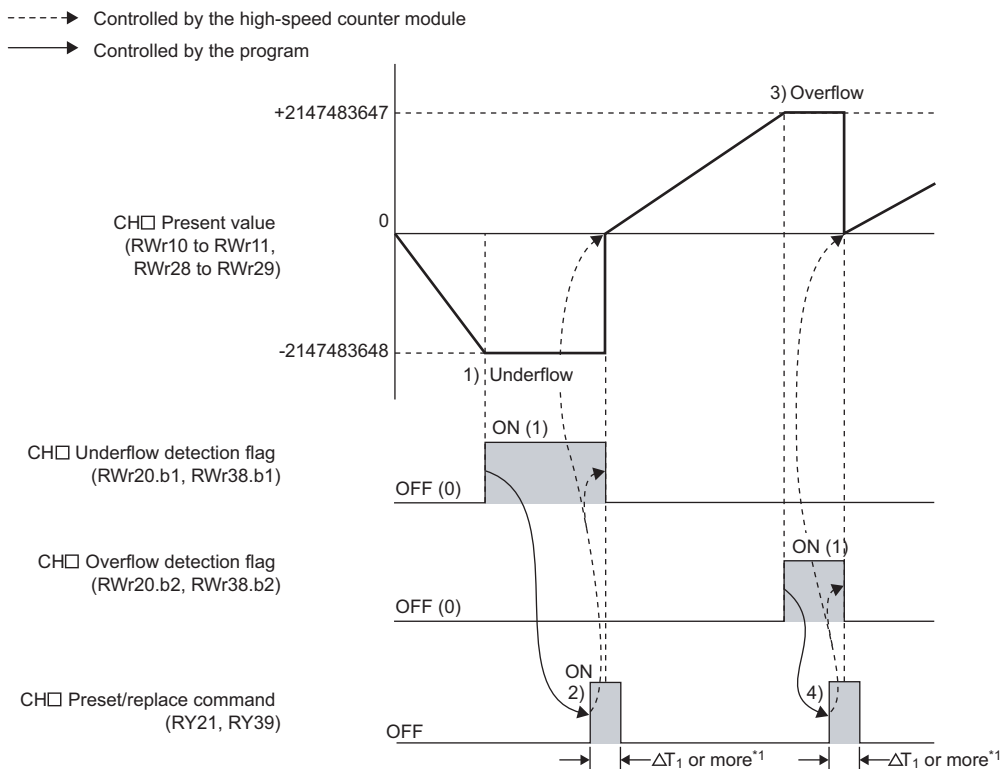 Controlled by the high-speed counter module
Controlled by the program
3) Overflow
+2147483647
CH□ Present value
(RWr10 to RWr11,
RWr28 to RWr29)
0
-2147483648
1) Underflow
ON (1)
CH□ Underflow detection flag
(RWr20.b1, RWr38.b1)
OFF (0)
ON (1)
CH□ Overflow detection flag
(RWr20.b2, RWr38.b2)
OFF (0)
ON
2)
4)
CH□ Preset/replace command
(RY21, RY39)
OFF
ΔT1 or more*1
ΔT1 or more*1